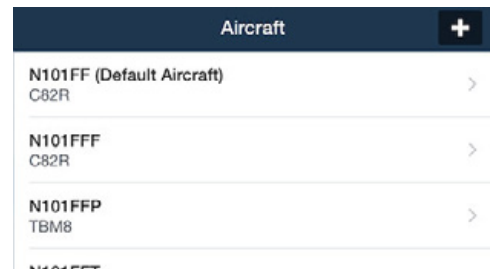 Aircraft
N101FF (Default Aircraft)
C82R
N101FFF
C82R
N101FFP
TBM8